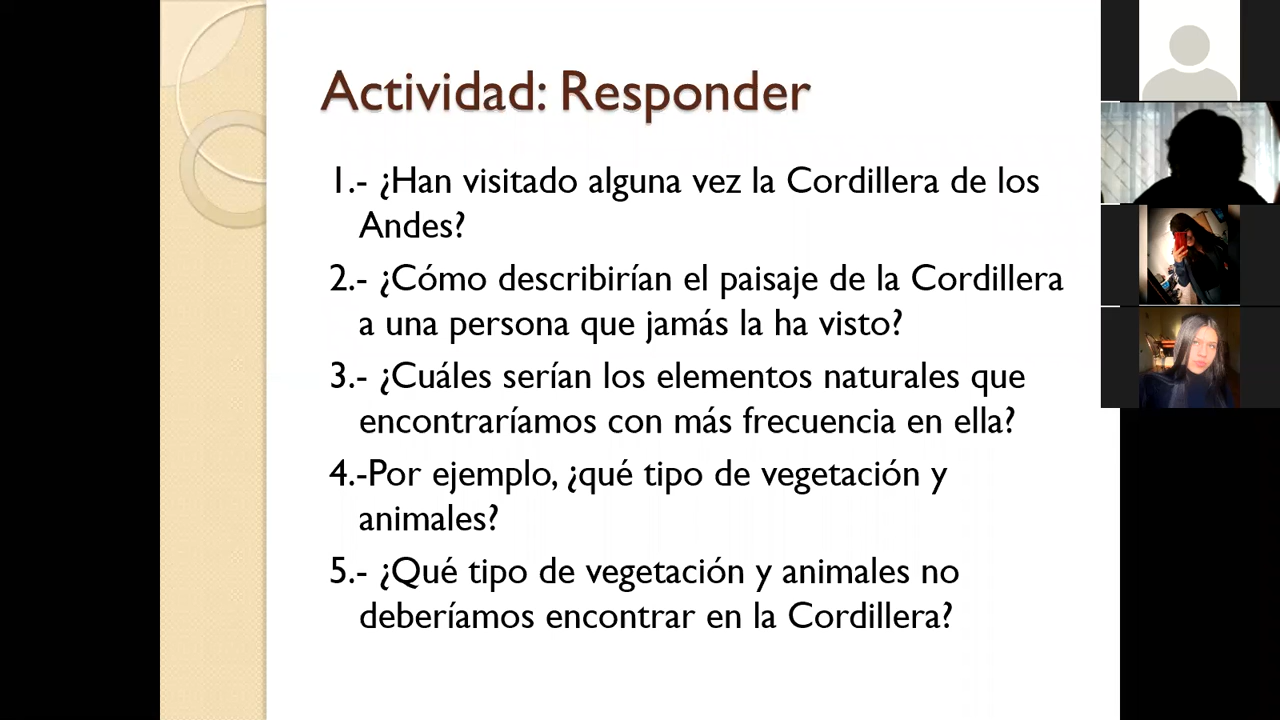 Actividad: Responder
1.- ¿Han visitado alguna vez la Cordillera de los
Andes?
2.- ¿Cómo describirían el paisaje de la Cordillera
a una persona que jamás la ha visto?
3.- ¿Cuáles serían los elementos naturales que
encontraríamos con más frecuencia en ella?
4.-Por ejemplo, ¿qué tipo de vegetación y
animales?
5.- ¿Qué tipo de vegetación y animales no
deberíamos encontrar en la Cordillera?